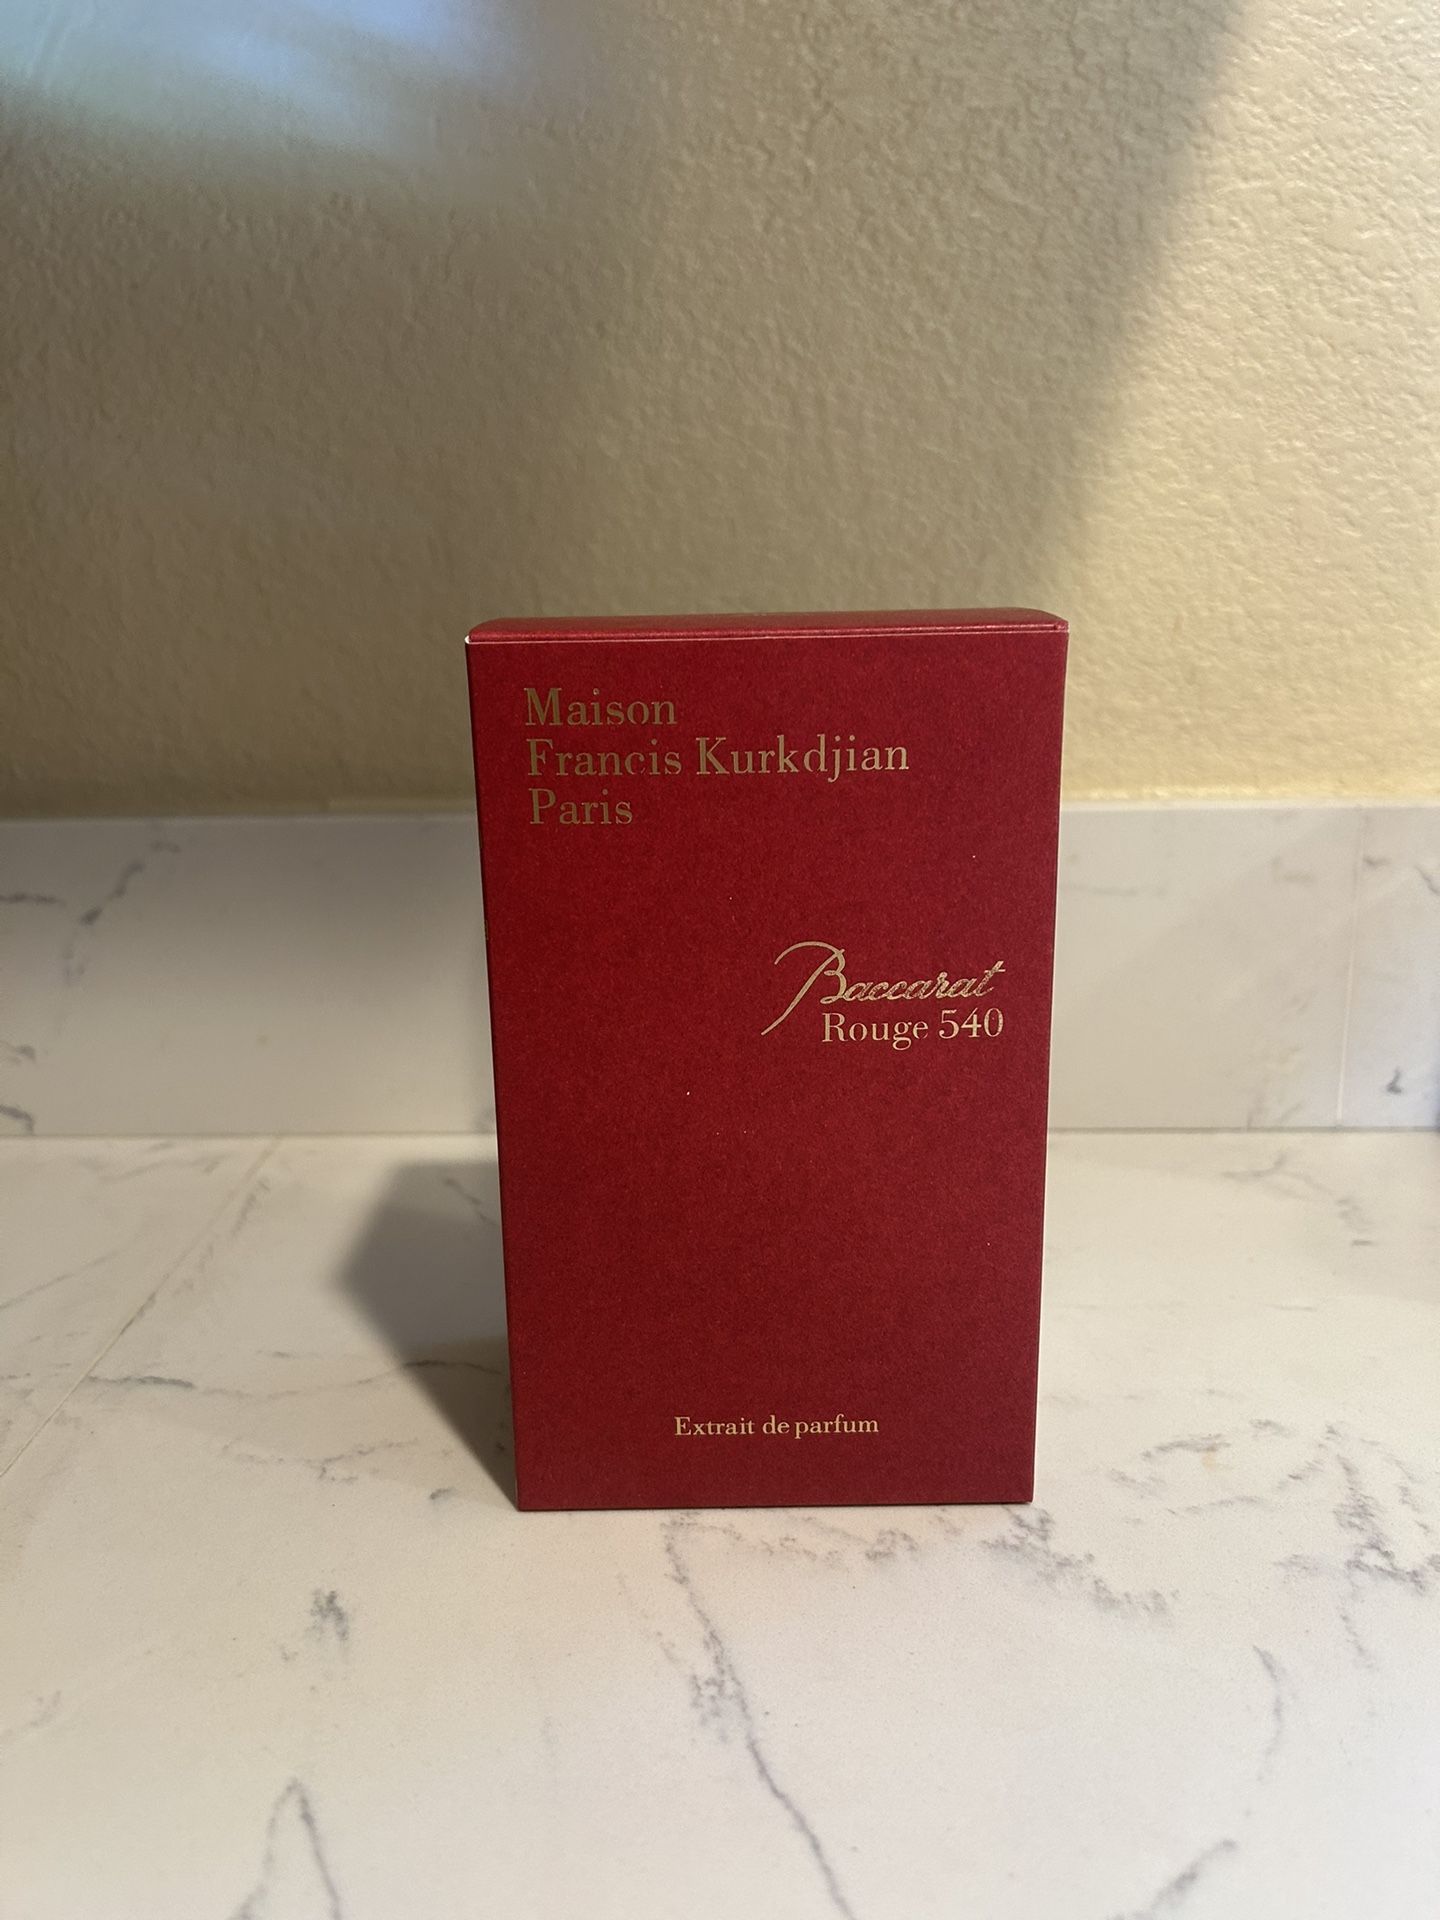 Maison
Francis Kurkdjian
Paris
Baccarat
Rouge 540
Extrait de parfum